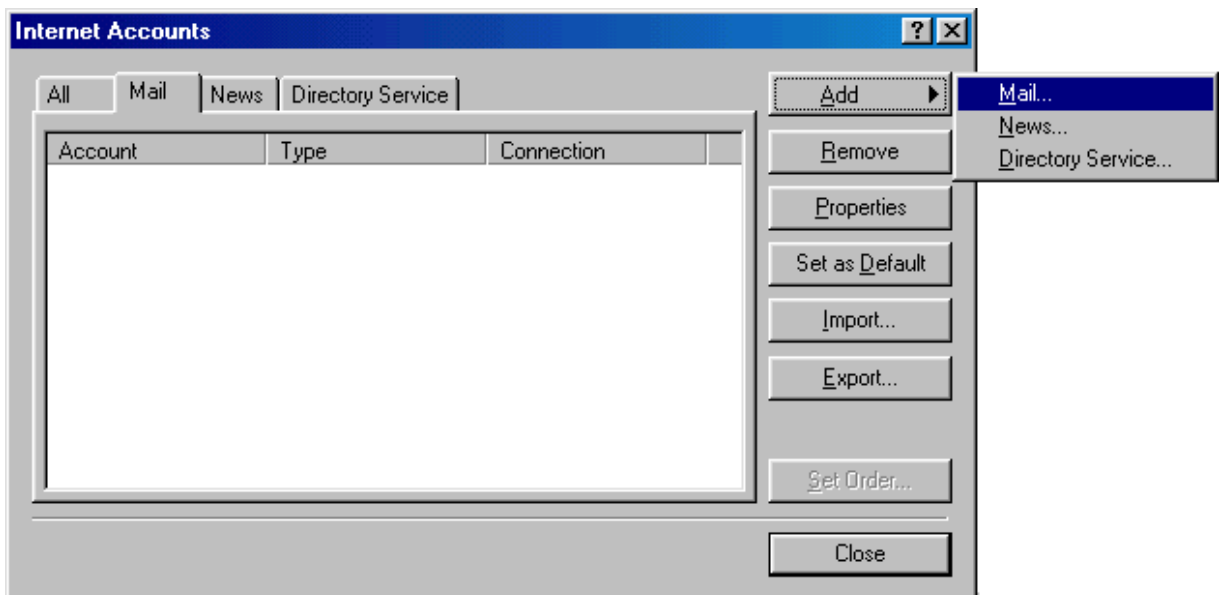 Internet Accounts
All Mail News Directory Service
Account Type Connection
Add
Remove
Properties
Set as Default
Import...
Export...
Set Order...
Close
Mail...
News...
Directory Service...